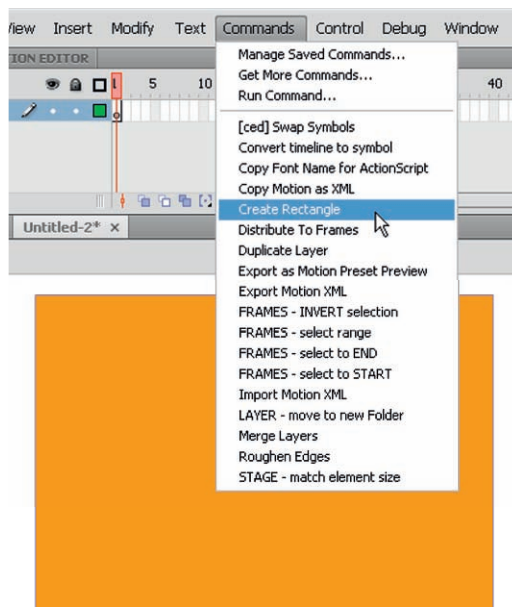 View Insert Modify Text Commands Control Debug Window
ION EDITOR
1 5 10 40
Manage Saved Commands...
Get More Commands...
Run Command...
[ced] Swap Symbols
Convert timeline to symbol
Copy Font Name for ActionScript
Copy Motion as XML
Create Rectangle
Distribute To Frames
Duplicate Layer
Export as Motion Preset Preview
Export Motion XML
FRAMES - INVERT selection
FRAMES - select range
FRAMES - select to END
FRAMES - select to START
Import Motion XML
LAYER - move to new Folder
Merge Layers
Roughen Edges
STAGE - match element size
Untitled-2* ×